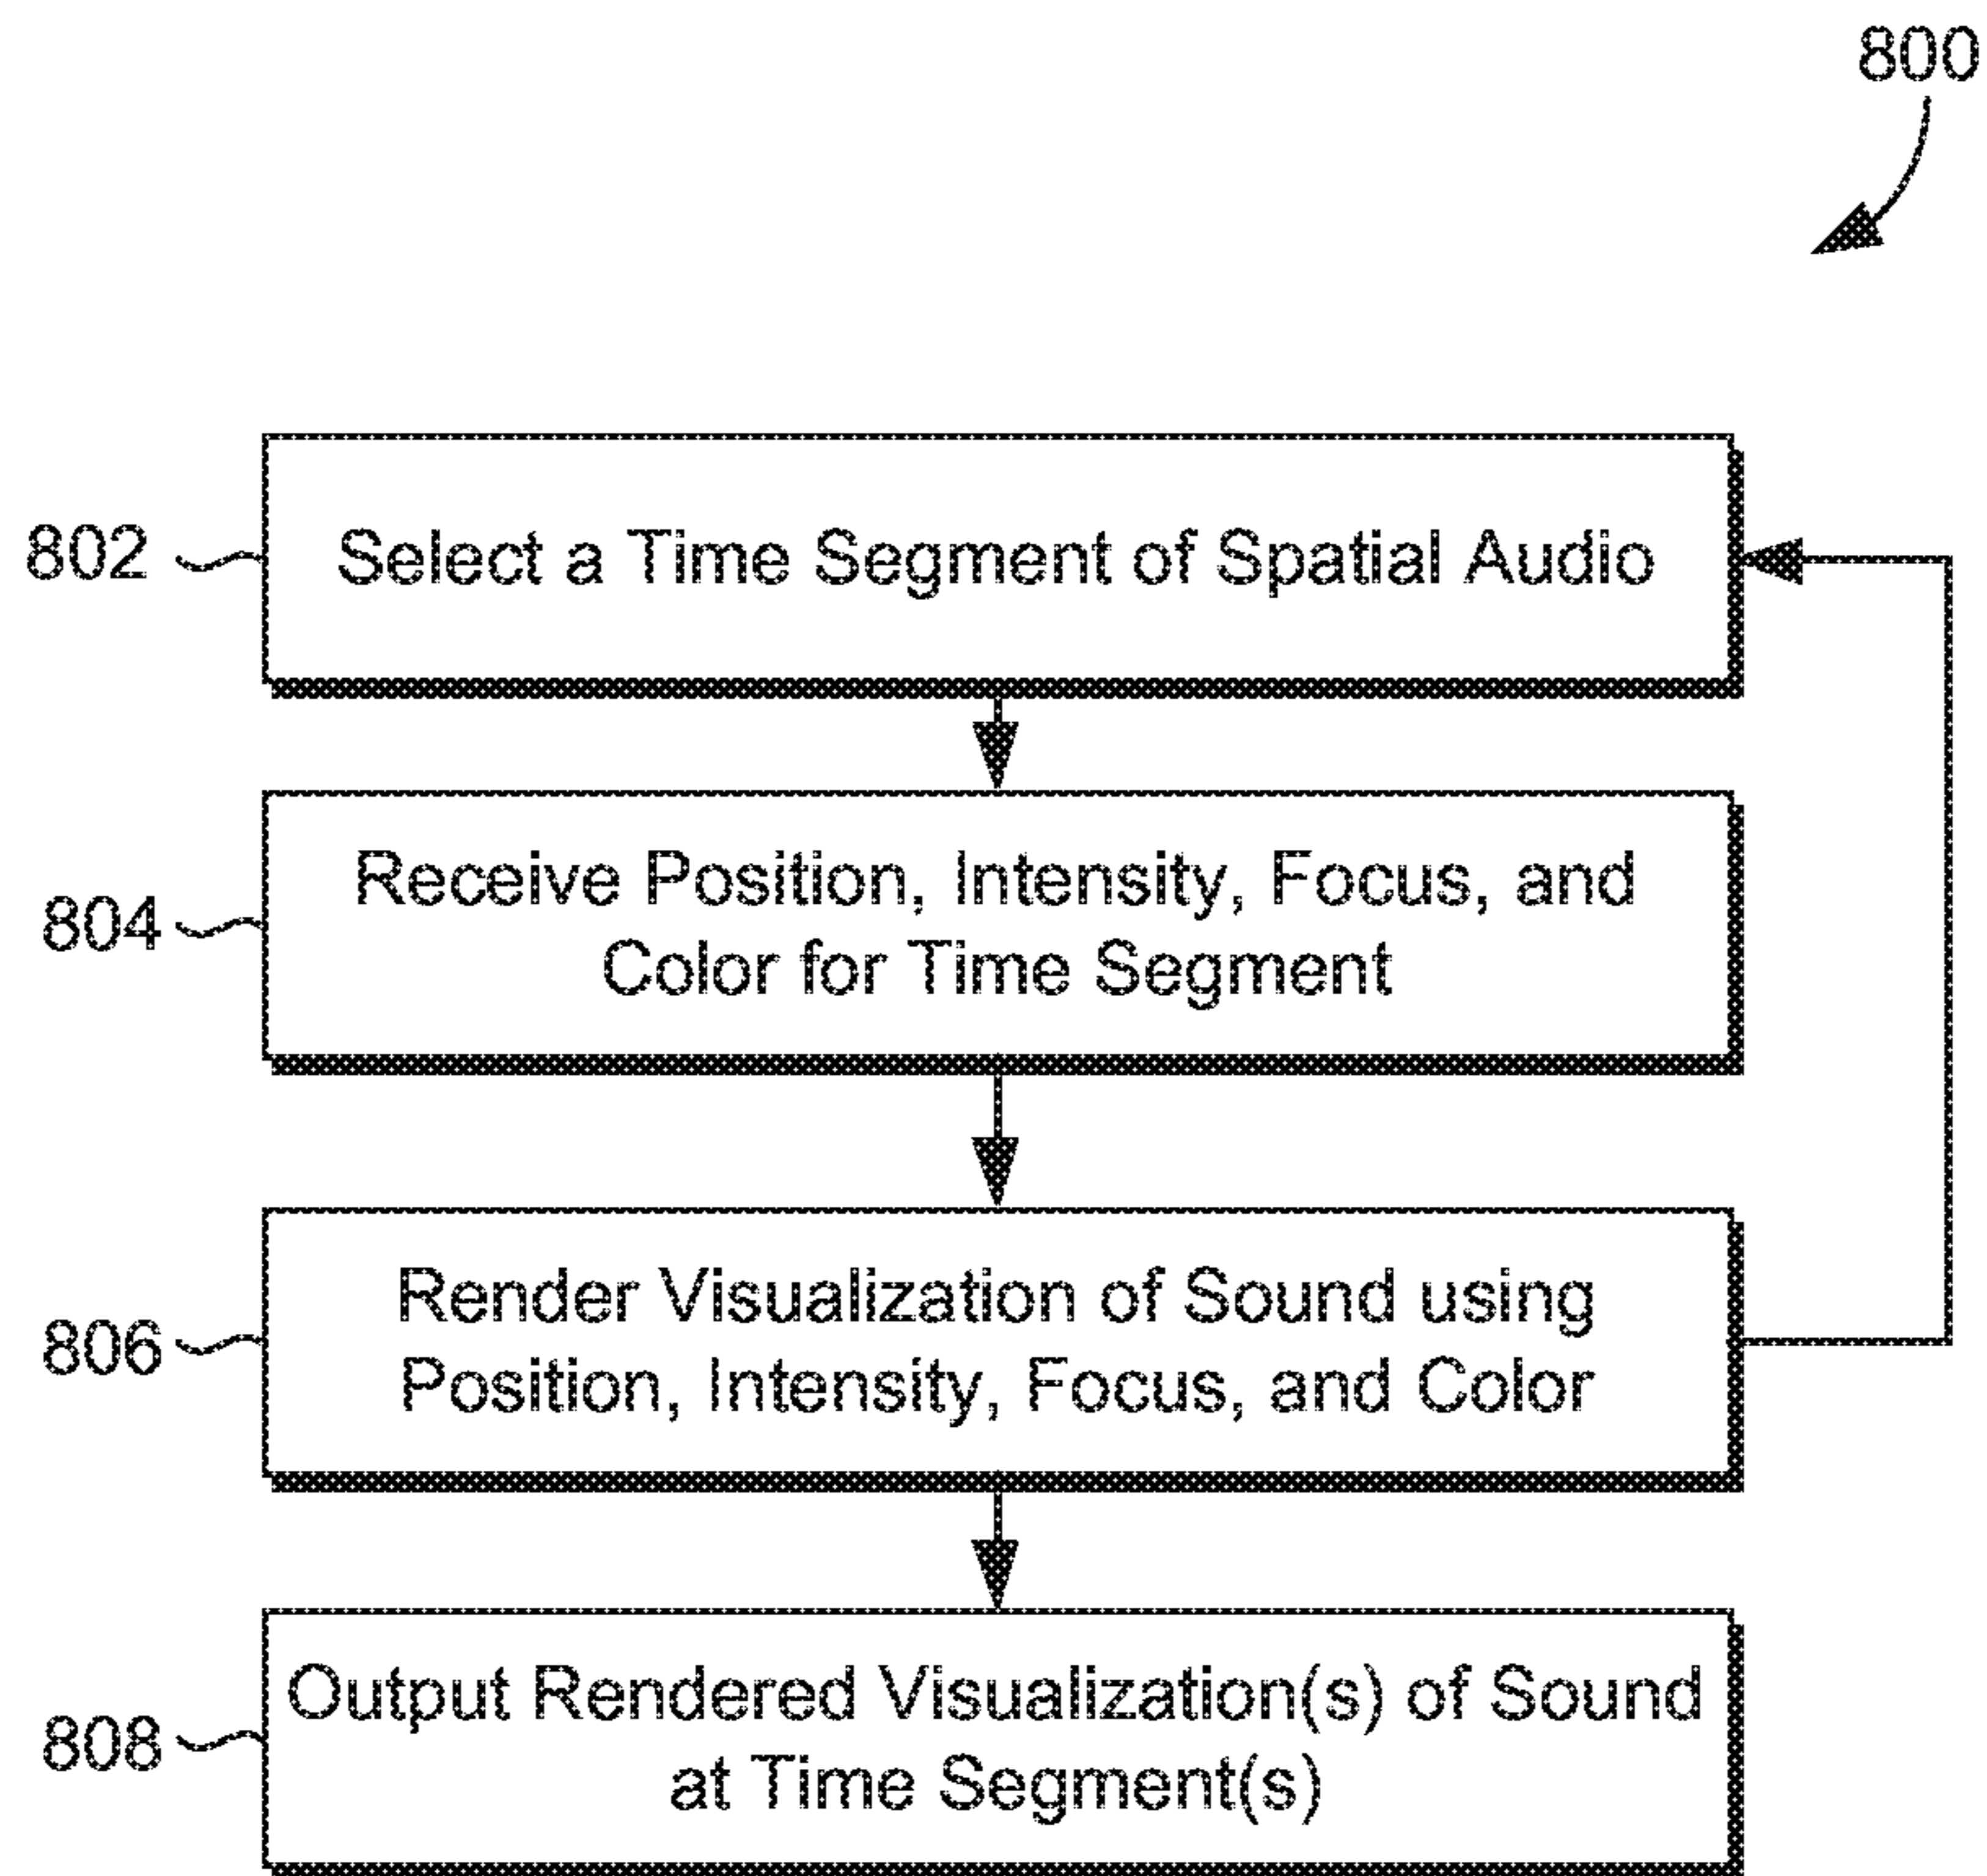 800
802
Select a Time Segment of Spatial Audio
804
Receive Position, Intensity, Focus, and
Color for Time Segment
806
Render Visualization of Sound using
Position, Intensity, Focus, and Color
808
Output Rendered Visualization(s) of Sound
at Time Segment(s)